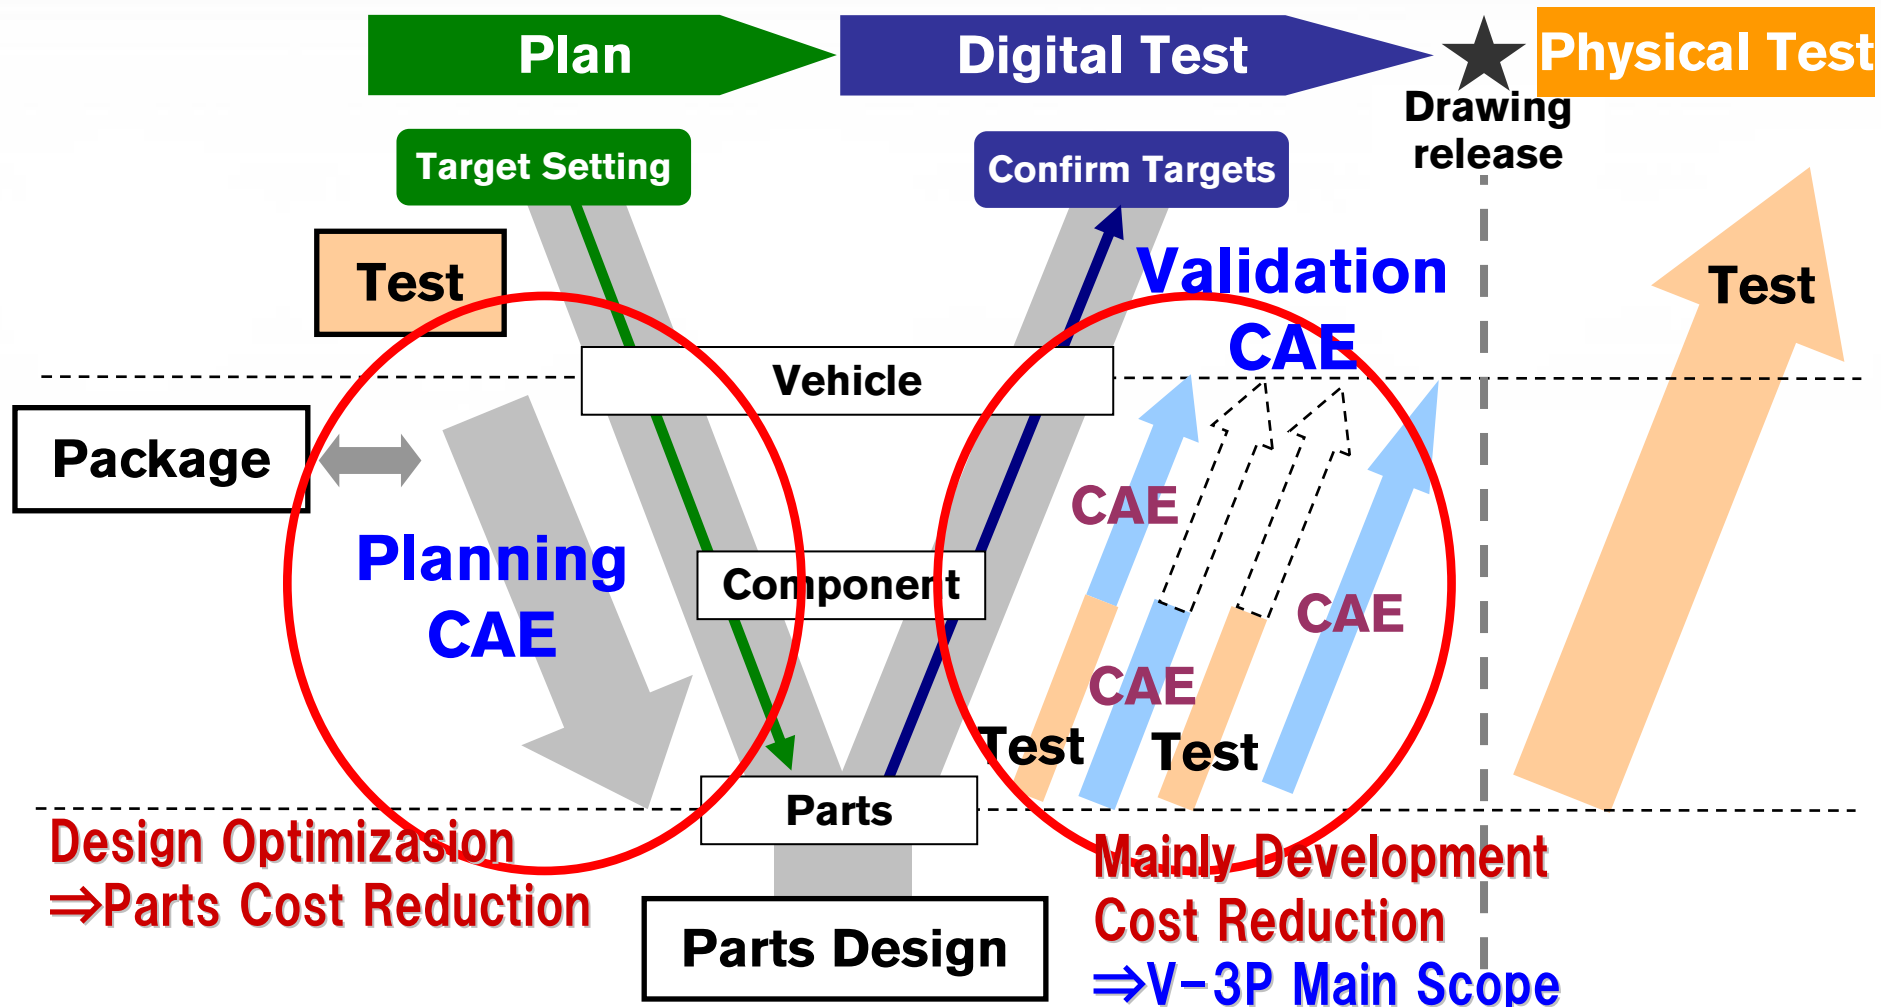 Plan
Digital Test
Physical Test
Drawing
release
Target Setting
Confirm Targets
Test
Validation
CAE
Test
Vehicle
Package
CAE
Planning
CAE
Component
CAE
CAE
Test
Test
Parts
Design Optimizasion
⇒Parts Cost Reduction
Mainly Development
Cost Reduction
⇒V-3P Main Scope
Parts Design